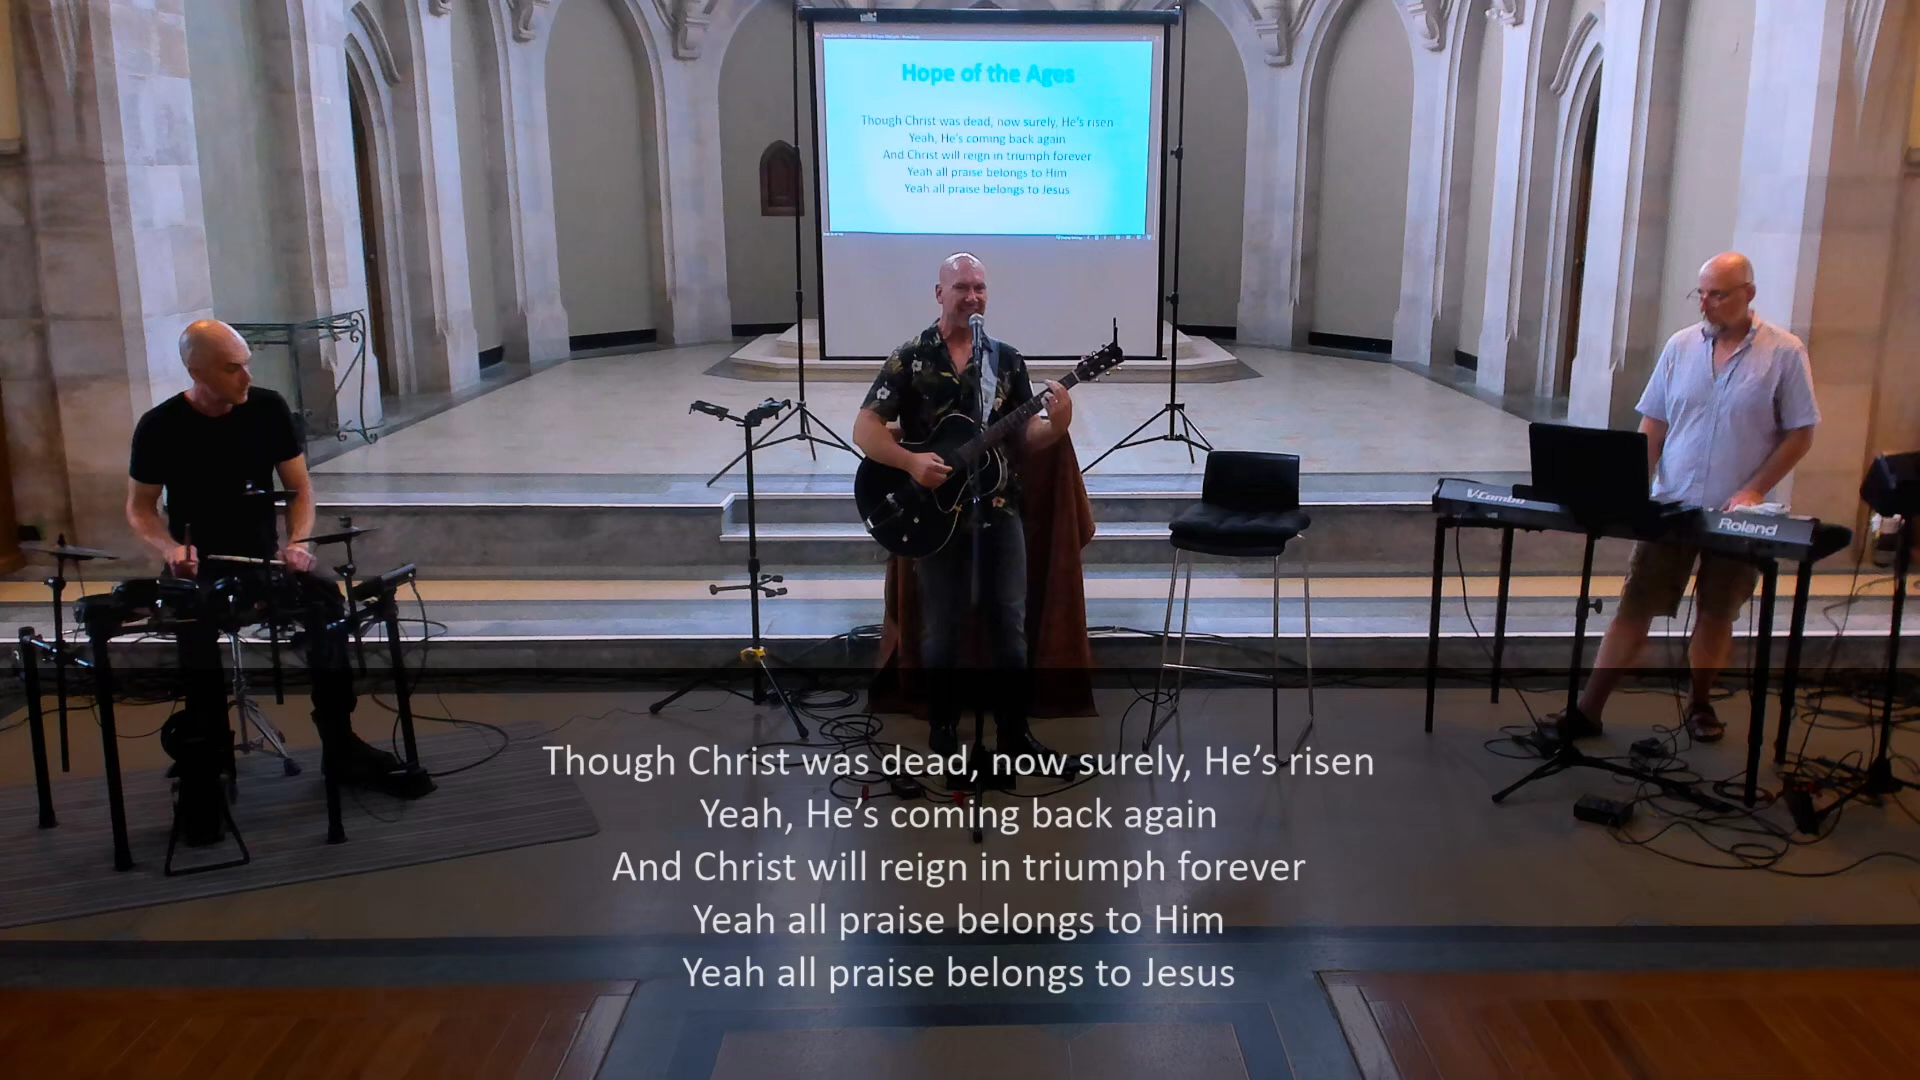 Hope of the Ages
Though Christ was dead, now surely, He's risen
Yeah, He's coming back again
And Christ will reign in triumph forever
Yeah all praise belongs to Him
Yeah all praise belongs to Jesus
V-Combo
Roland
Though Christ was dead, now surely, He’s risen
Yeah, He’s coming back again
And Christ will reign in triumph forever
Yeah all praise belongs to Him
Yeah all praise belongs to Jesus